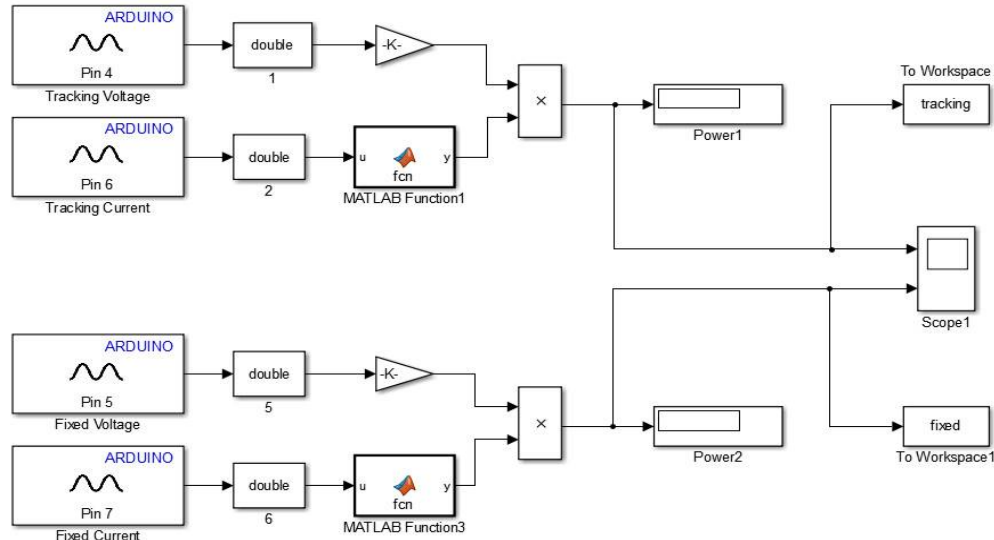 ARDUINO
Pin 4
Tracking Voltage
double
1
-K-
×
Power1
To Workspace
tracking
ARDUINO
Pin 6
Tracking Current
double
2
u
fcn
y
MATLAB Function1
Scope1
ARDUINO
Pin 5
Fixed Voltage
double
5
-K-
×
Power2
fixed
To Workspace1
ARDUINO
Pin 7
Fixed Current
double
6
u
fcn
y
MATLAB Function3